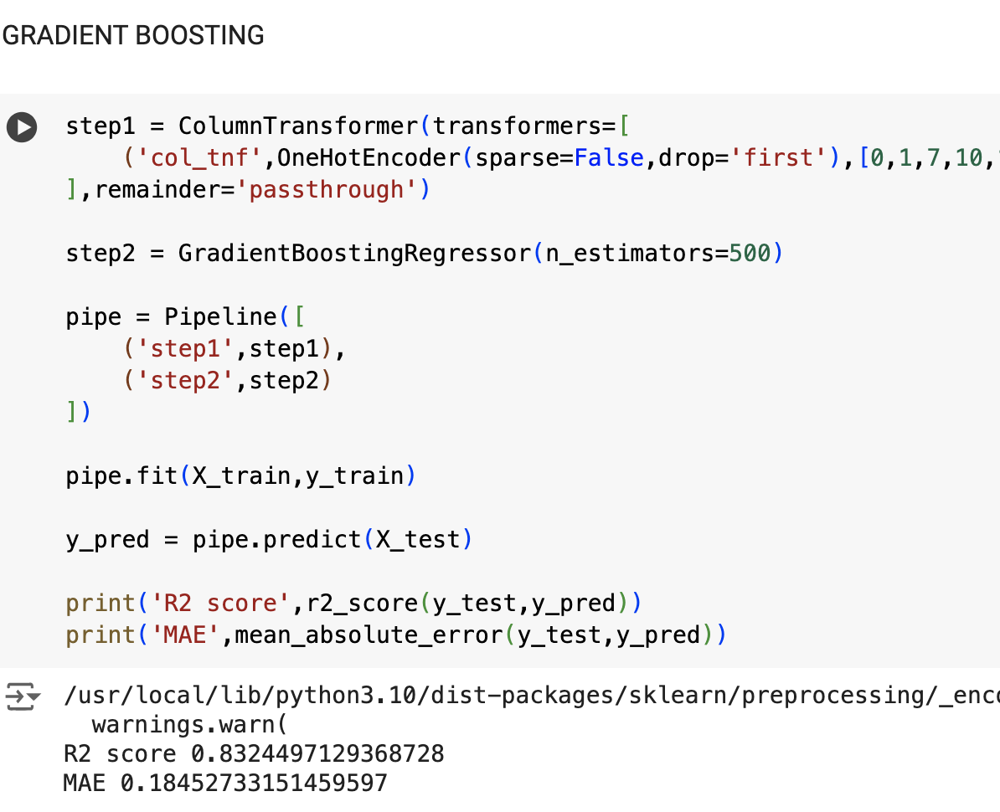 GRADIENT BOOSTING
step1 = ColumnTransformer(transformers=[
    ('col_tnf',OneHotEncoder(sparse=False,drop='first'),[0,1,7,10,
],remainder='passthrough')
step2 = GradientBoostingRegressor(n_estimators=500)
pipe = Pipeline([
    ('step1',step1),
    ('step2',step2)
])
pipe.fit(X_train,y_train)
y_pred = pipe.predict(X_test)
print('R2 score',r2_score(y_test,y_pred))
print('MAE',mean_absolute_error(y_test,y_pred))
/usr/local/lib/python3.10/dist-packages/sklearn/preprocessing/_enc
  warnings.warn(
R2 score 0.8324497129368728
MAE 0.18452733151459597